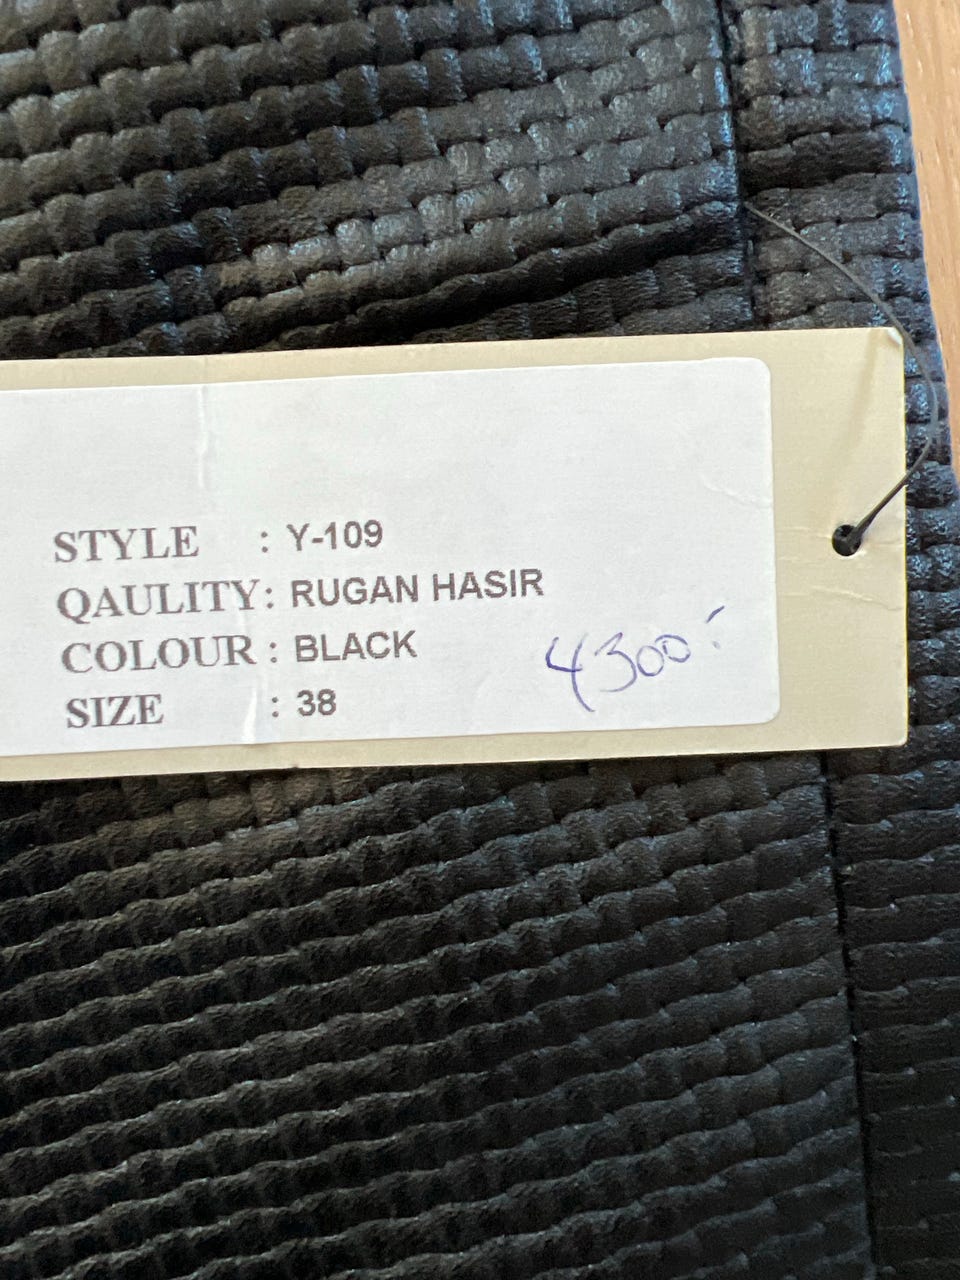 STYLE : Y-109
QAULITY : RUGAN HASIR
COLOUR : BLACK
SIZE : 38
4300